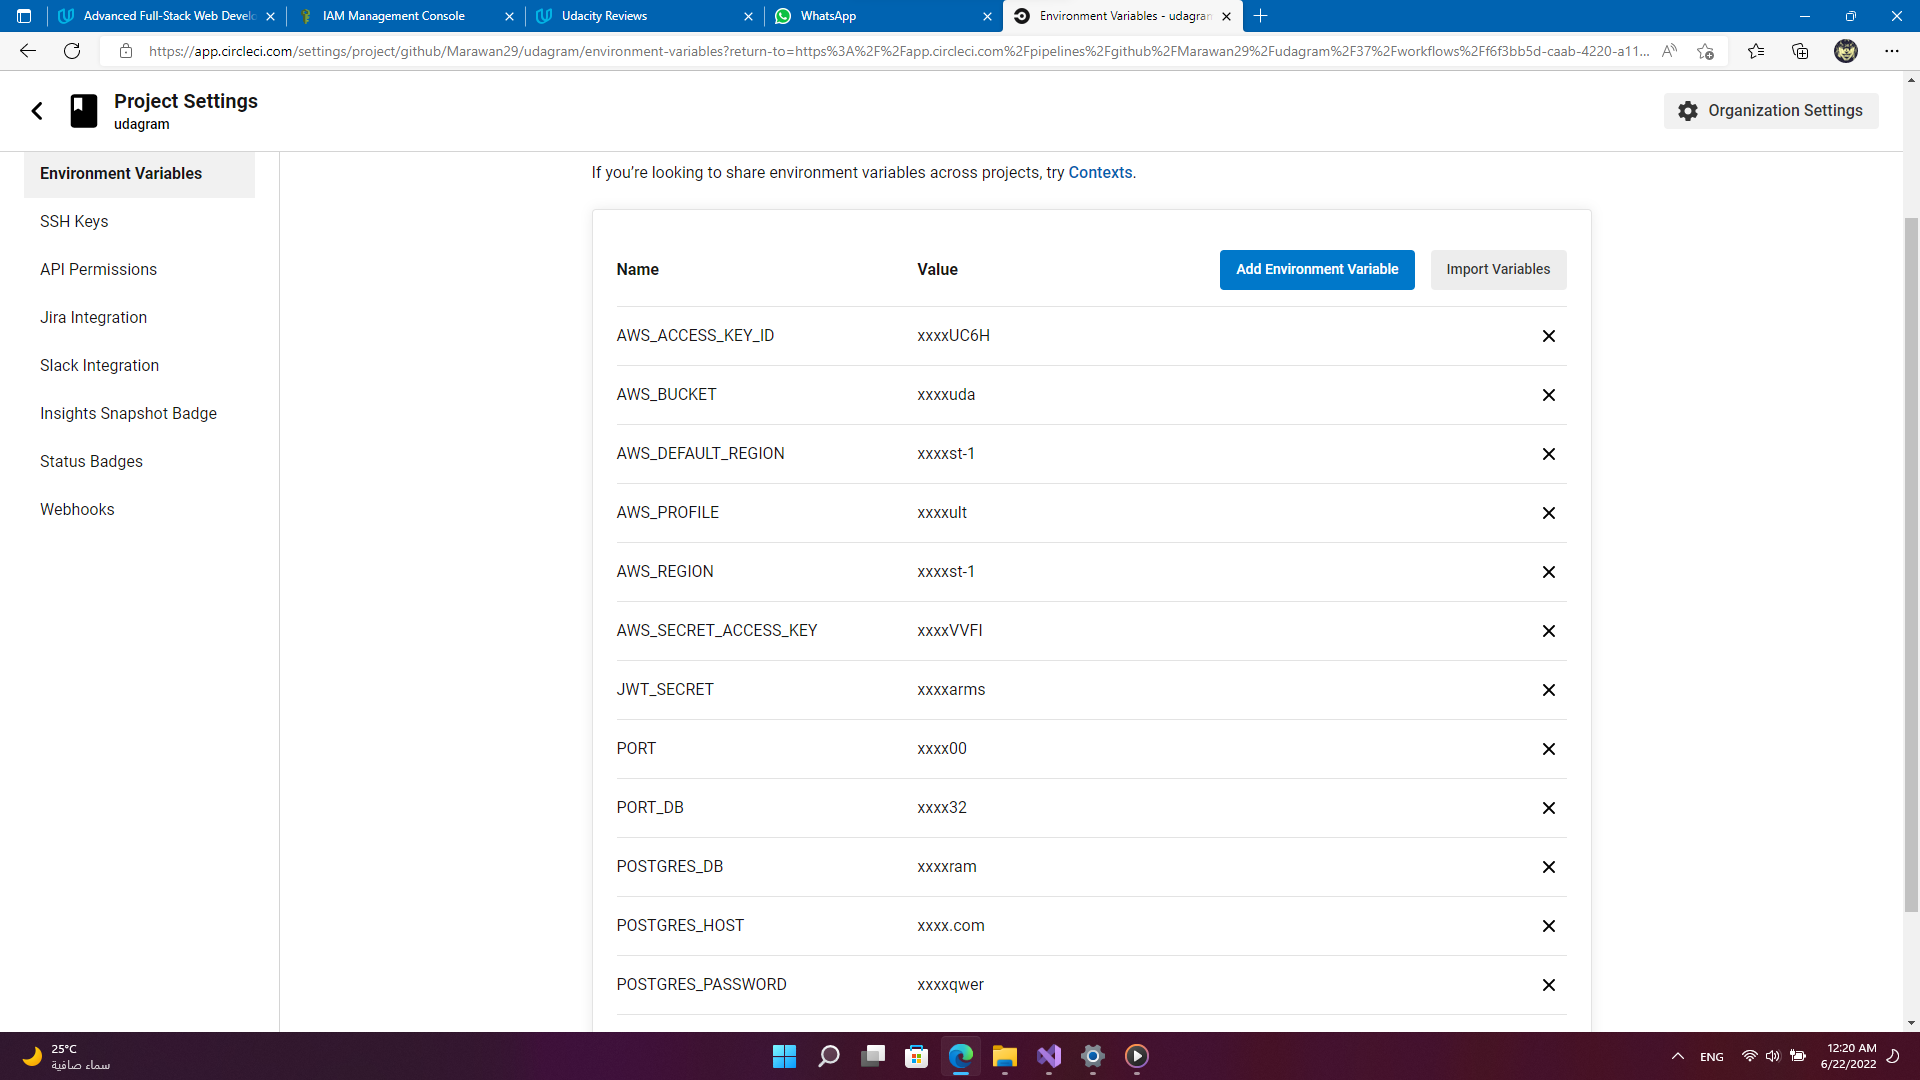 Advanced Full-Stack Web Develo
IAM Management Console
Udacity Reviews
WhatsApp
Environment Variables - udagram
https://app.circleci.com/settings/project/github/Marawan29/udagram/environment-variables?return-to=https%3A%2F%2Fapp.circleci.com%2Fpipelines%2Fgithub%2FMarawan29%2Fudagram%2F37%2Fworkflows%2Ff6f3bb5d-caab-4220-a11...
Project Settings
udagram
Organization Settings
Environment Variables
SSH Keys
API Permissions
Jira Integration
Slack Integration
Insights Snapshot Badge
Status Badges
Webhooks
If you're looking to share environment variables across projects, try Contexts.
Name Value Add Environment Variable Import Variables
AWS_ACCESS_KEY_ID xxxxUC6H
AWS_BUCKET xxxxuda
AWS_DEFAULT_REGION xxxxst-1
AWS_PROFILE xxxxult
AWS_REGION xxxxst-1
AWS_SECRET_ACCESS_KEY xxxxVVFI
JWT_SECRET xxxxarms
PORT xxxx00
PORT_DB xxxx32
POSTGRES_DB xxxxram
POSTGRES_HOST xxxx.com
POSTGRES_PASSWORD xxxxqwer
25°C
سماء صافية
ENG
12:20 AM
6/22/2022